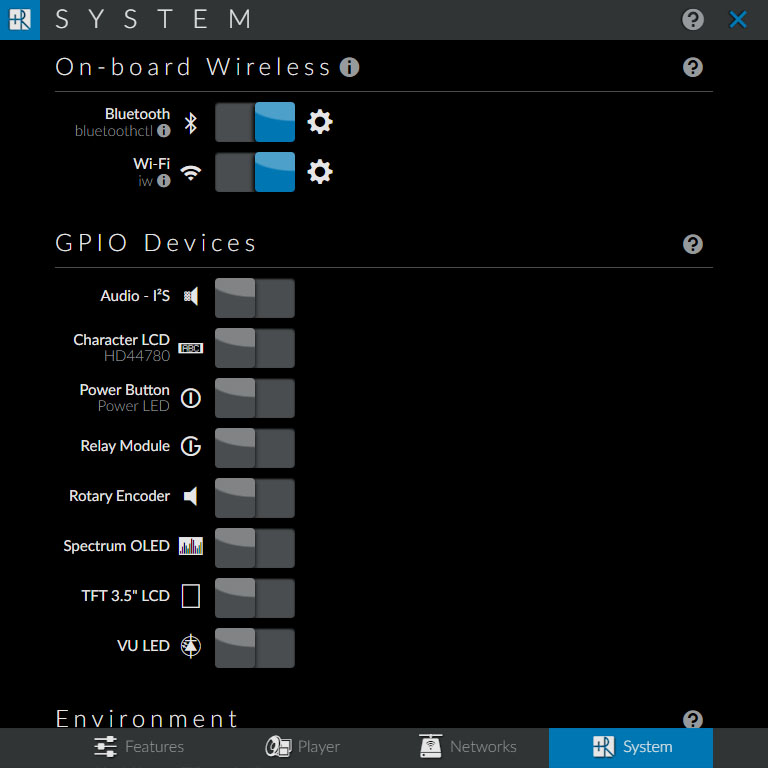 SYSTEM
On-board Wireless
Bluetooth
bluetoothctl
Wi-Fi
iw
GPIO Devices
Audio - I²S
Character LCD
HD44780
ABC
Power Button
Power LED
Relay Module
Rotary Encoder
Spectrum OLED
TFT 3.5" LCD
VU LED
Environment
Features
Player
Networks
System